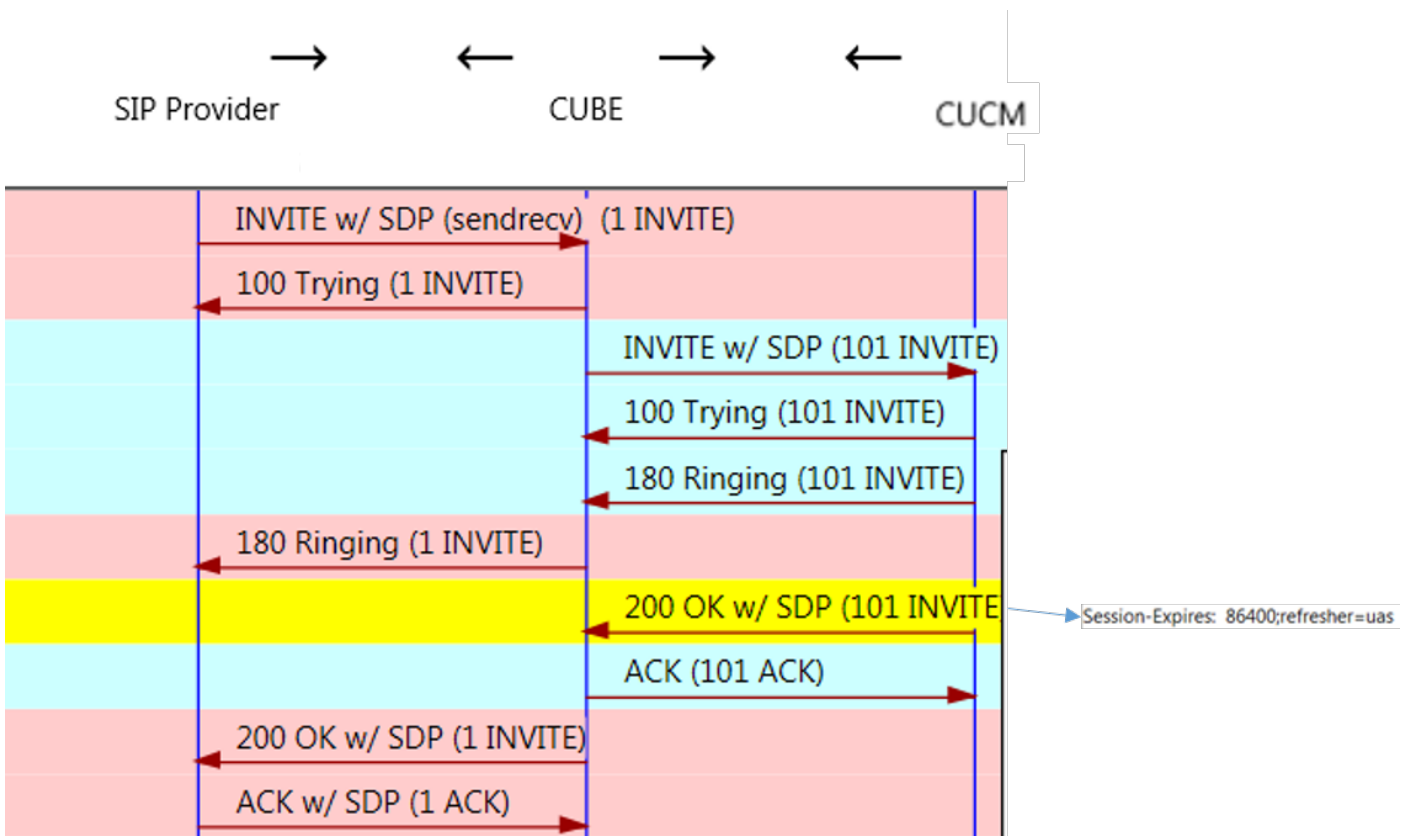 SIP Provider CUBE CUCM
INVITE w/ SDP (sendrecv) (1 INVITE)
100 Trying (1 INVITE)
INVITE w/ SDP (101 INVITE)
100 Trying (101 INVITE)
180 Ringing (101 INVITE)
180 Ringing (1 INVITE)
200 OK w/ SDP (101 INVITE
Session-Expires: 86400;refresher=uas
ACK (101 ACK)
200 OK w/ SDP (1 INVITE)
ACK w/ SDP (1 ACK)